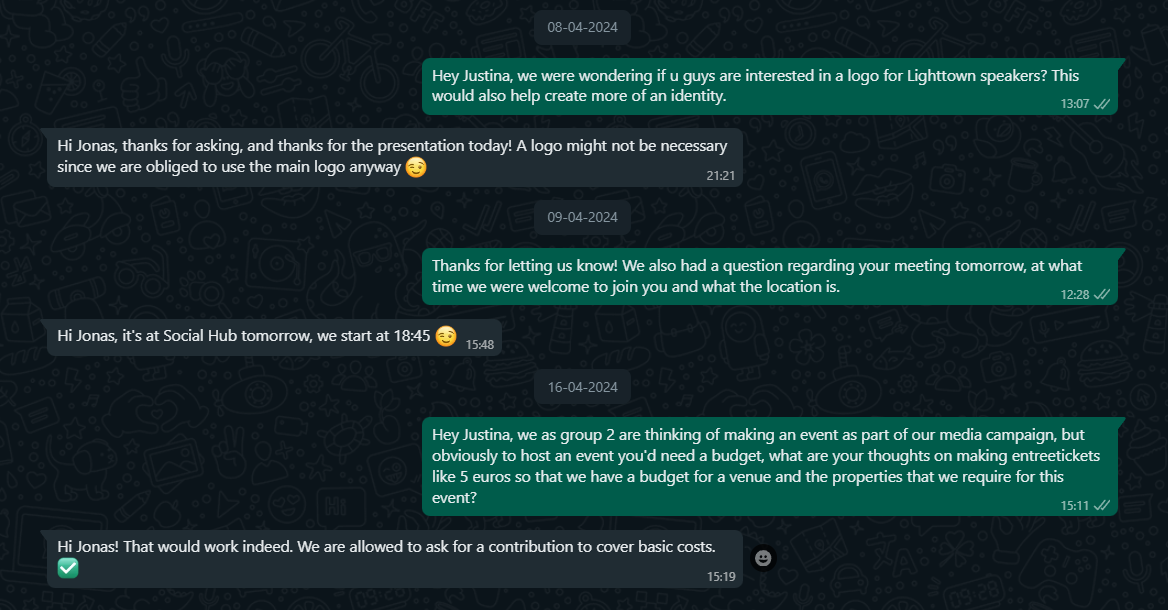 08-04-2024
Hey Justina, we were wondering if u guys are interested in a logo for Lighttown speakers? This
would also help create more of an identity.
13:07
Hi Jonas, thanks for asking, and thanks for the presentation today! A logo might not be necessary
since we are obliged to use the main logo anyway 😉
21:21
09-04-2024
Thanks for letting us know! We also had a question regarding your meeting tomorrow, at what
time we were welcome to join you and what the location is.
12:28
Hi Jonas, it's at Social Hub tomorrow, we start at 18:45 😉
15:48
16-04-2024
Hey Justina, we as group 2 are thinking of making an event as part of our media campaign, but
obviously to host an event you'd need a budget, what are your thoughts on making entreetickets
like 5 euros so that we have a budget for a venue and the properties that we require for this
event?
15:11
Hi Jonas! That would work indeed. We are allowed to ask for a contribution to cover basic costs.
✅
15:19